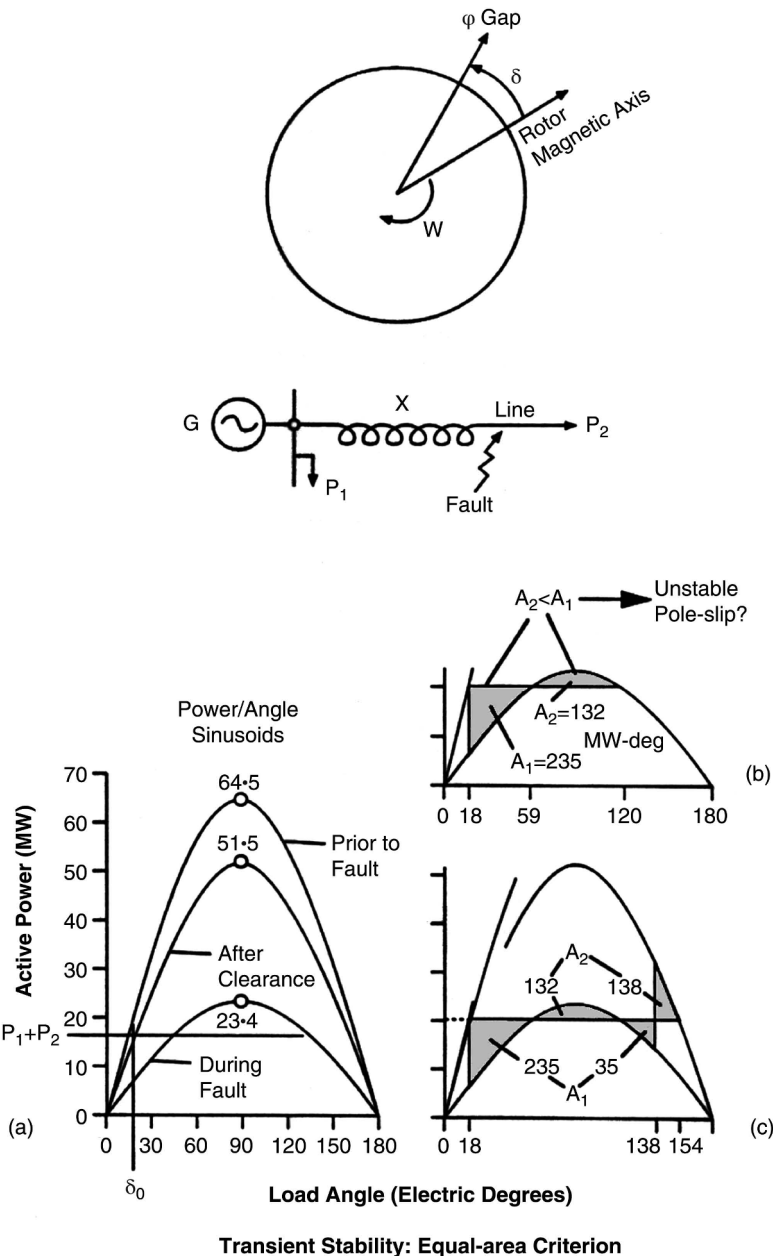 φ Gap
δ
Rotor
Magnetic Axis
W
G
X
Line
P₂
P₁
Fault
A₂<A₁
Unstable
Pole-slip?
A₂=132
MW-deg
A₁=235
0 18 59 120 180
(b)
Power/Angle
Sinusoids
70
60
50
40
30
20
10
0
Active Power (MW)
64·5
51·5
23·4
Prior to
Fault
After
Clearance
During
Fault
P₁+P₂
(a)
0 30 60 90 120 150 180
δ₀
A₂
132
138
235
35
A₁
0 18 138 154
(c)
Load Angle (Electric Degrees)
Transient Stability: Equal-area Criterion